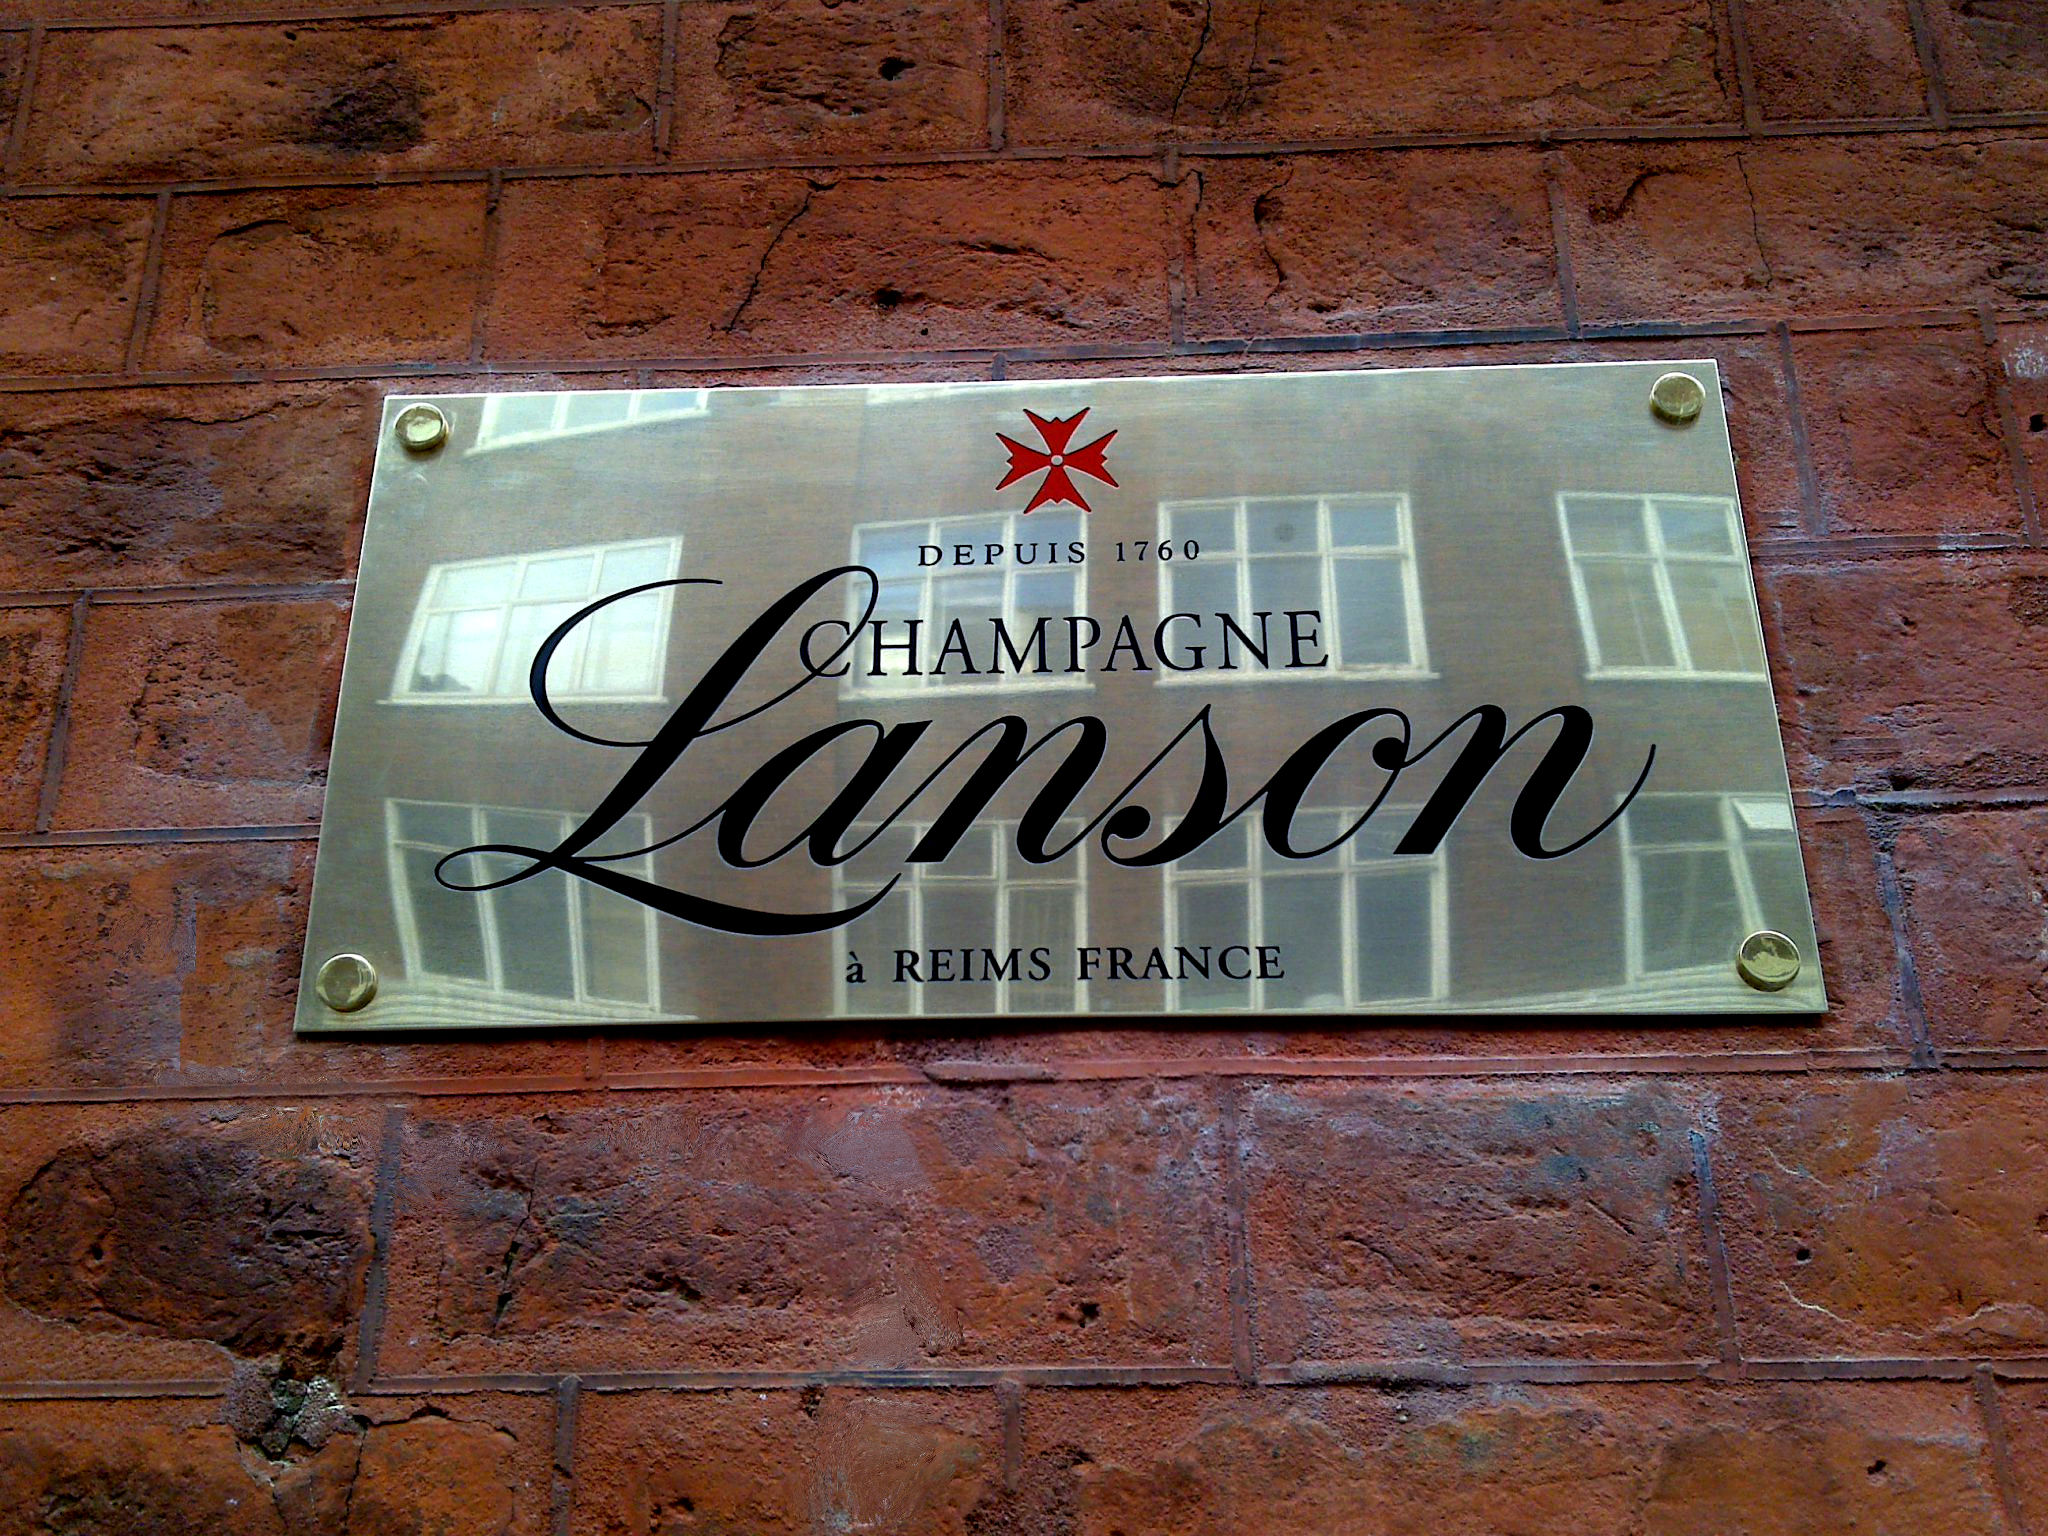 DEPUIS 1760
CHAMPAGNE
Lanson
à REIMS FRANCE